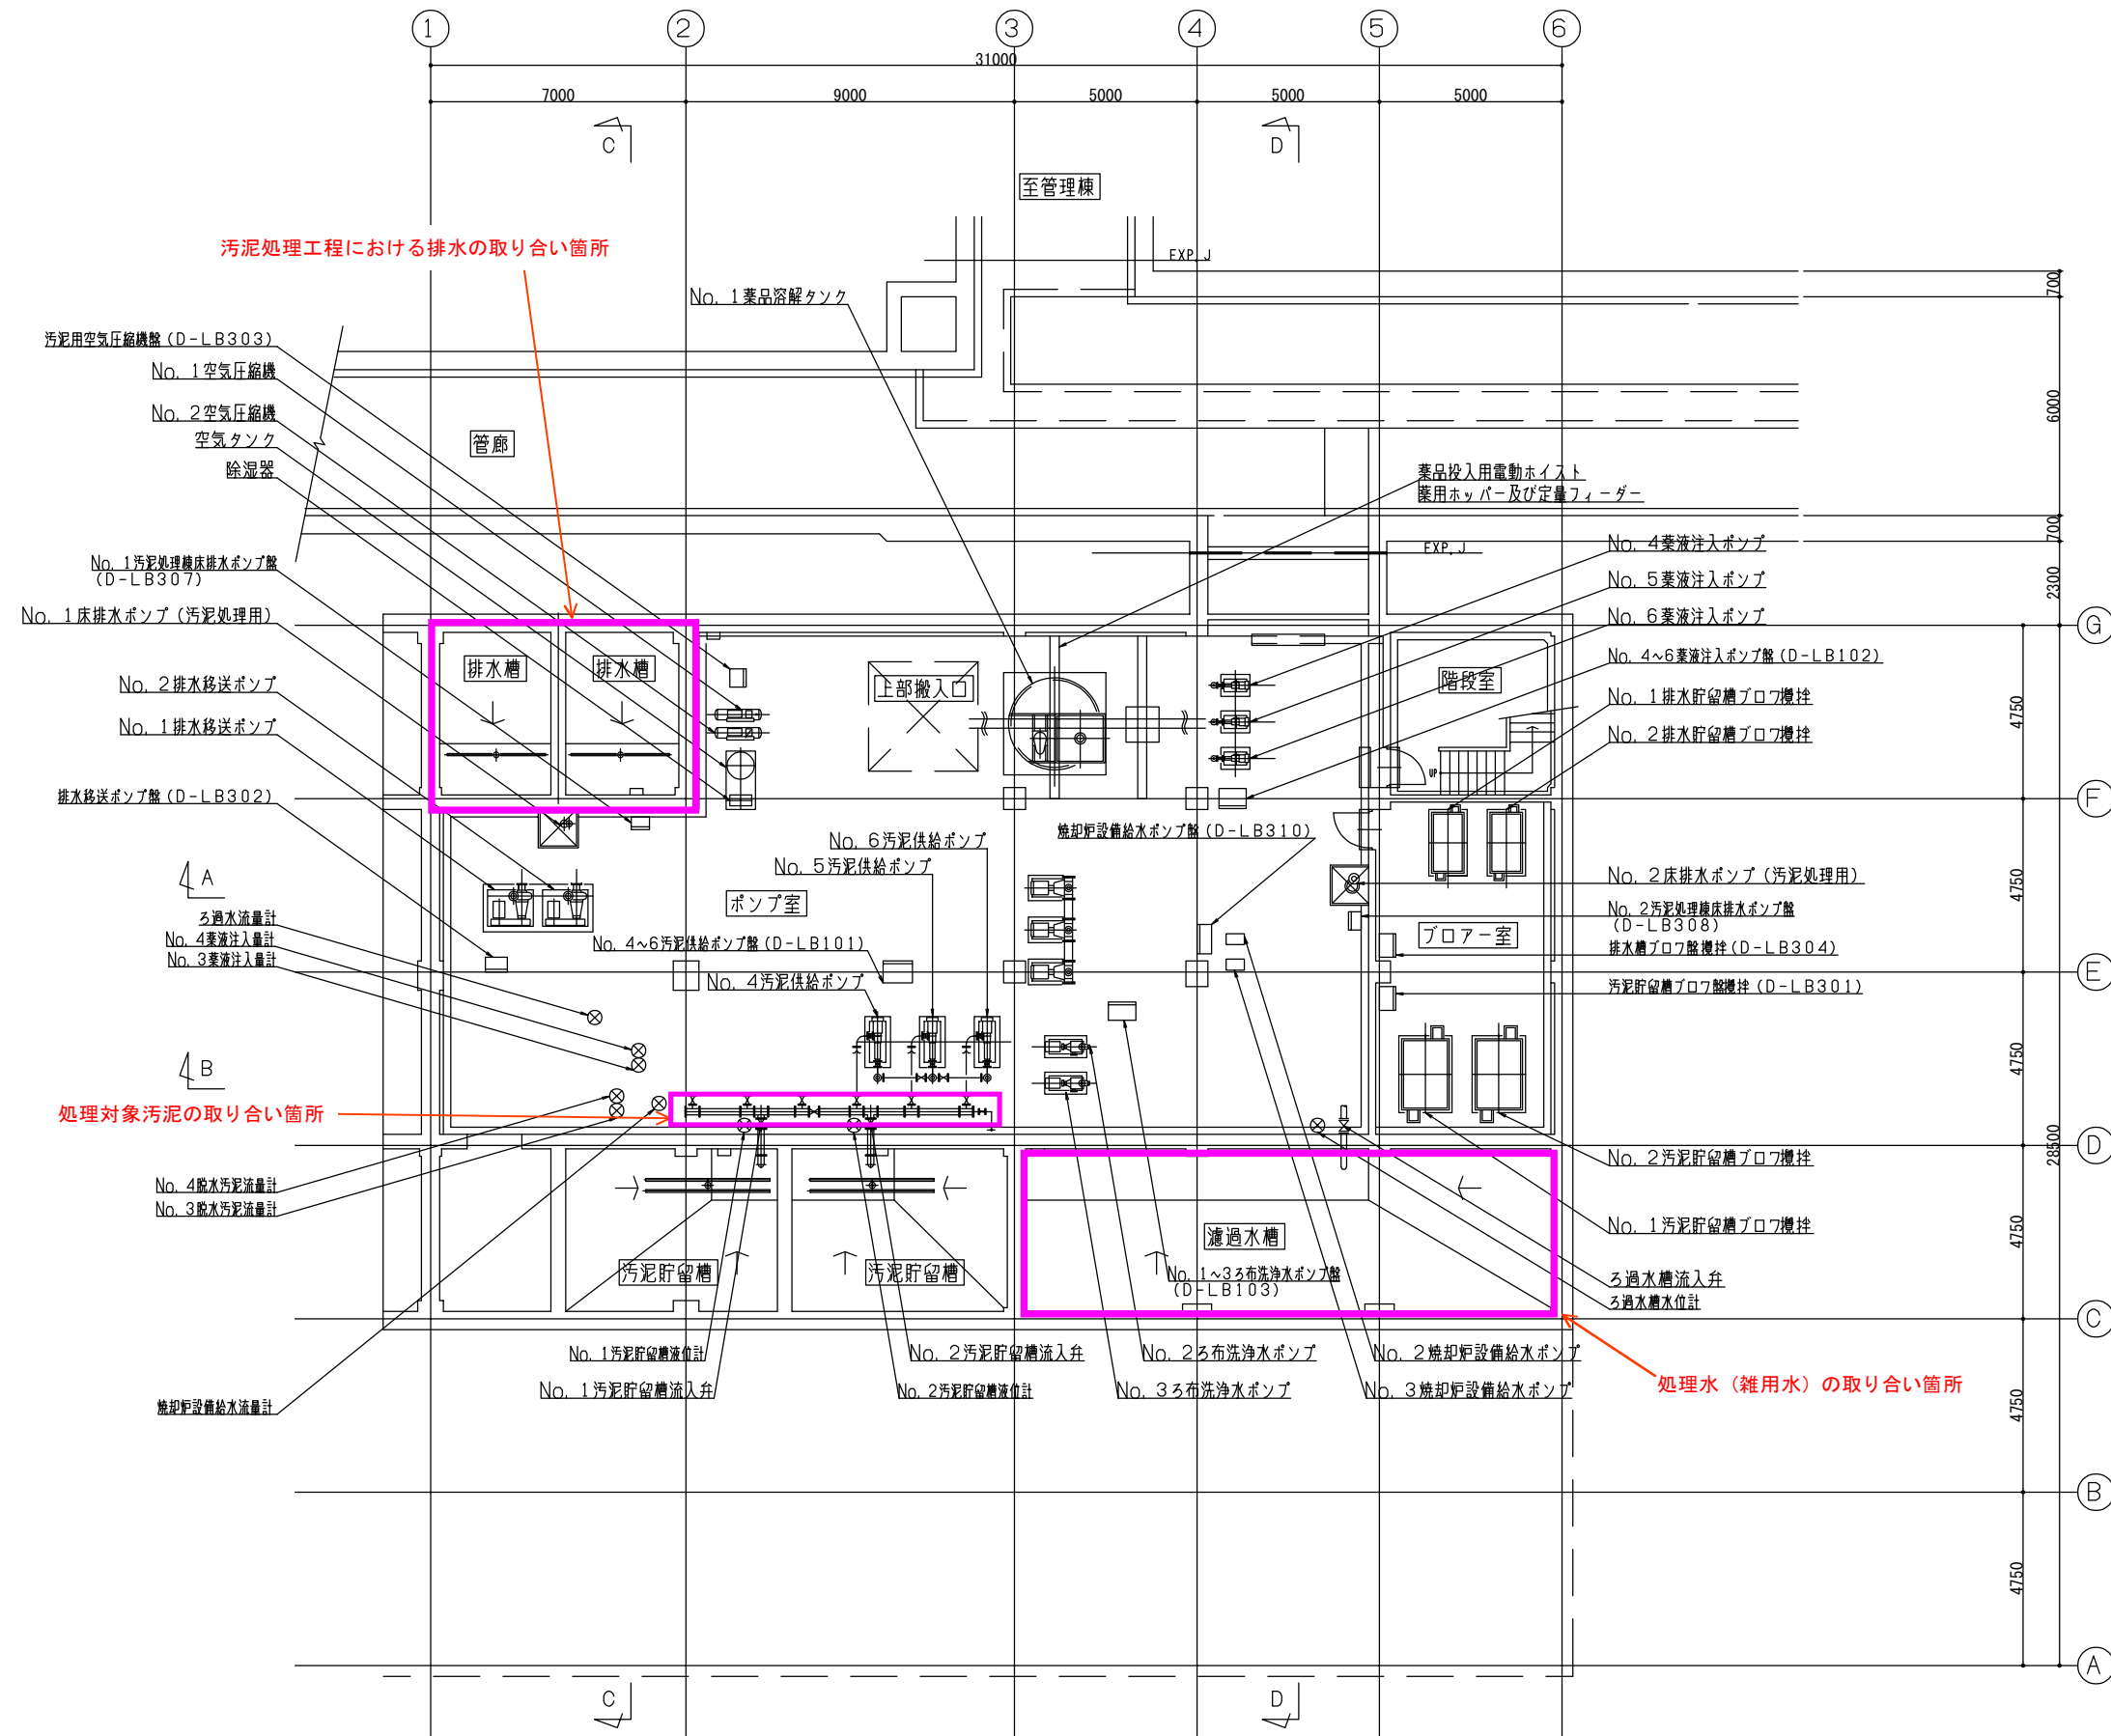 1 2 3 4 5 6
31000
7000 9000 5000 5000 5000
C D
至管理棟
EXP.J
700
汚泥処理工程における排水の取り合い箇所
No. 1薬品溶解タンク
汚泥用空気圧縮機盤(D-LB303)
No. 1空気圧縮機
No. 2空気圧縮機
空気タンク
除湿器
管廊
6000
薬品投入用電動ホイスト
薬用ホッパー及び定量フィーダー
700
EXP.J
No. 1汚泥処理棟床排水ポンプ盤
(D-LB307)
No. 1床排水ポンプ(汚泥処理用)
No. 2排水移送ポンプ
No. 1排水移送ポンプ
排水移送ポンプ盤(D-LB302)
No. 4薬液注入ポンプ
No. 5薬液注入ポンプ
No. 6薬液注入ポンプ
No. 4~6薬液注入ポンプ盤(D-LB102)
No. 1排水貯留槽ブロワ攪拌
No. 2排水貯留槽ブロワ攪拌
2300
G
排水槽 排水槽
上部搬入口
階段室
UP
4750
F
焼却炉設備給水ポンプ盤(D-LB310)
No. 6汚泥供給ポンプ
No. 5汚泥供給ポンプ
A
ポンプ室
No. 4~6汚泥供給ポンプ盤(D-LB101)
No. 4汚泥供給ポンプ
ろ過水流量計
No. 4薬液注入量計
No. 3薬液注入量計
No. 2床排水ポンプ(汚泥処理用)
No. 2汚泥処理棟床排水ポンプ盤
(D-LB308)
ブロアー室
排水槽ブロワ盤攪拌(D-LB304)
汚泥貯留槽ブロワ盤攪拌(D-LB301)
4750
E
B
処理対象汚泥の取り合い箇所
4750
D
28500
No. 4脱水汚泥流量計
No. 3脱水汚泥流量計
No. 2汚泥貯留槽ブロワ攪拌
No. 1汚泥貯留槽ブロワ攪拌
濾過水槽
4750
汚泥貯留槽 汚泥貯留槽
No. 1~3ろ布洗浄水ポンプ盤
(D-LB103)
ろ過水槽流入弁
ろ過水槽水位計
C
No. 1汚泥貯留槽液位計
No. 2汚泥貯留槽流入弁
No. 2ろ布洗浄水ポンプ
No. 2焼却炉設備給水ポンプ
No. 1汚泥貯留槽流入弁
No. 2汚泥貯留槽液位計
No. 3ろ布洗浄水ポンプ
No. 3焼却炉設備給水ポンプ
処理水(雑用水)の取り合い箇所
焼却炉設備給水流量計
4750
B
4750
A
C D